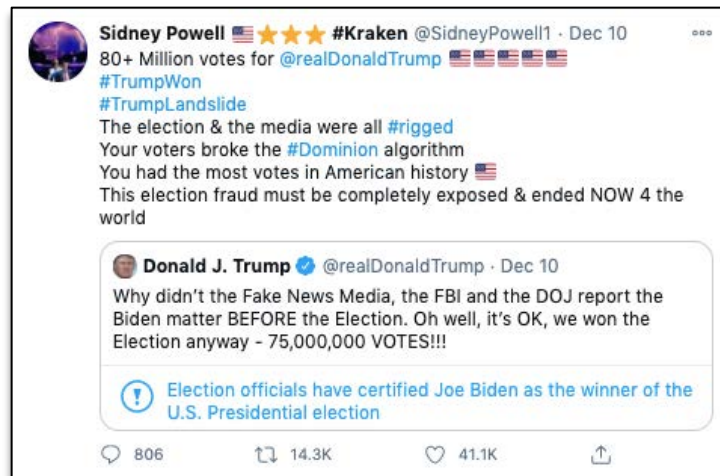 Sidney Powell 🇺🇸⭐⭐⭐ #Kraken @SidneyPowell1 · Dec 10
80+ Million votes for @realDonaldTrump 🇺🇸🇺🇸🇺🇸🇺🇸🇺🇸
#TrumpWon
#TrumpLandslide
The election & the media were all #rigged
Your voters broke the #Dominion algorithm
You had the most votes in American history 🇺🇸
This election fraud must be completely exposed & ended NOW 4 the
world
Donald J. Trump @realDonaldTrump · Dec 10
Why didn't the Fake News Media, the FBI and the DOJ report the
Biden matter BEFORE the Election. Oh well, it's OK, we won the
Election anyway - 75,000,000 VOTES!!!
Election officials have certified Joe Biden as the winner of the
U.S. Presidential election
806 14.3K 41.1K